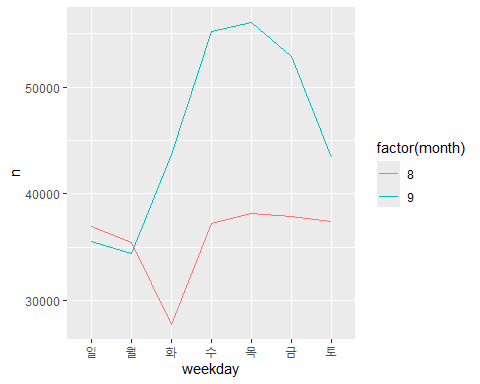 n
50000
40000
30000
일 월 화 수 목 금 토
weekday
factor(month)
8
9